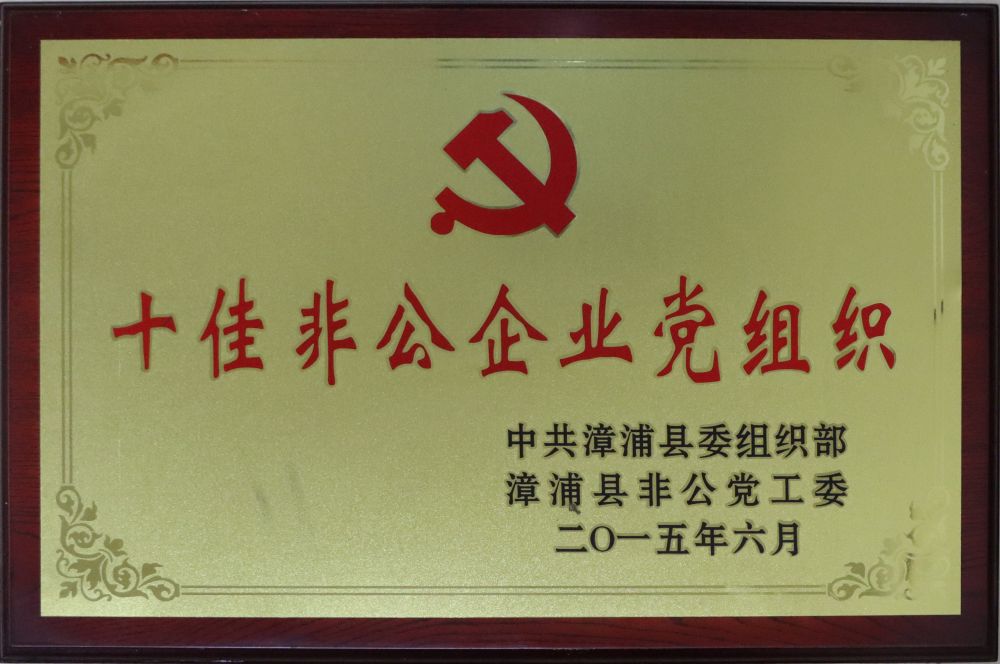 十佳非公企业党组织
中共漳浦县委组织部
漳浦县非公党工委
二〇一五年六月